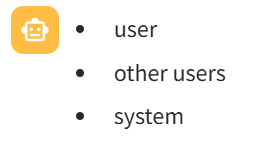 • user
• other users
• system